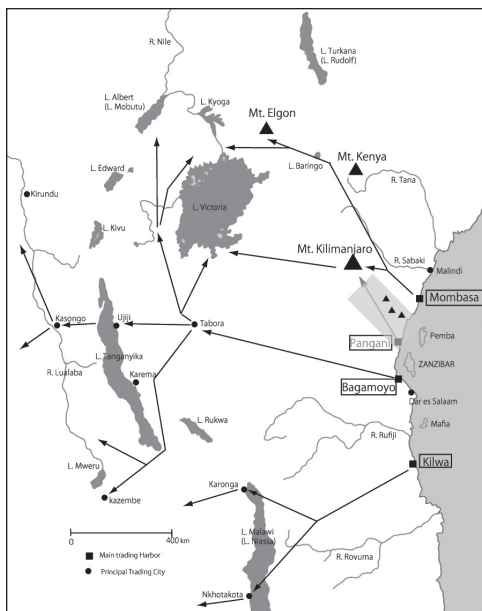 R. Nile
L. Turkana
(L. Rudolf)
L. Albert
(L. Mobutu)
L. Kyoga
Mt. Elgon
L. Baringo
Mt. Kenya
L. Edward
R. Tana
Kirundu
L. Victoria
L. Kivu
Mt. Kilimanjaro
R. Sabaki
Malindi
Mombasa
Kasongo
Ujiji
Tabora
Pangani
Pemba
L. Tanganyika
ZANZIBAR
R. Lualaba
Karema
Bagamoyo
Dar es Salaam
L. Rukwa
Mafia
R. Rufiji
L. Mweru
Kilwa
Karonga
kazembe
L. Malawi
(L. Niassa)
0
400 km
R. Rovuma
Main trading Harbor
Principal Trading City
Nkhotakota